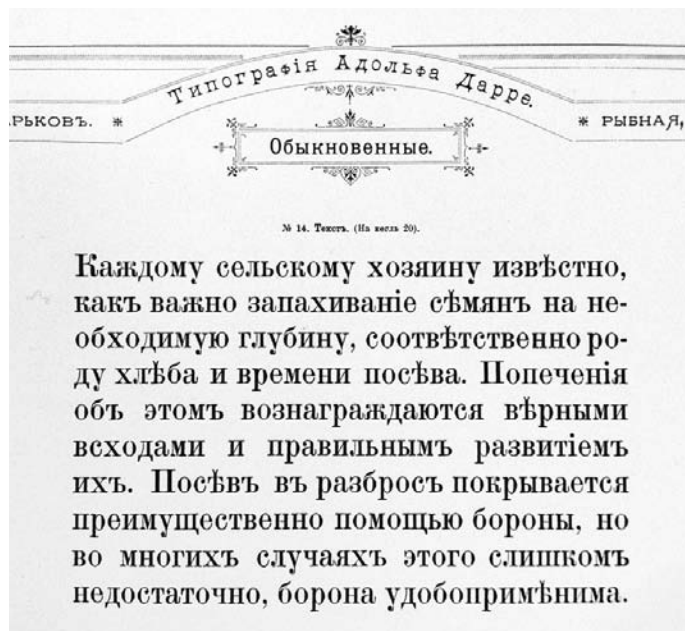 Типографія Адольфа Дарре.
РЫБНАЯ,
Обыкновенные.
№ 14. Текстъ. (На кегль 20).
Каждому сельскому хозяину извѣстно,
какъ важно запахиваніе сѣмянъ на не-
обходимую глубину, соотвѣтственно ро-
ду хлѣба и времени посѣва. Попеченія
объ этомъ вознаграждаются вѣрными
всходами и правильнымъ развитіемъ
ихъ. Посѣвъ въ разбросъ покрывается
преимущественно помощью бороны, но
во многихъ случаяхъ этого слишкомъ
недостаточно, борона удобопримѣнима.